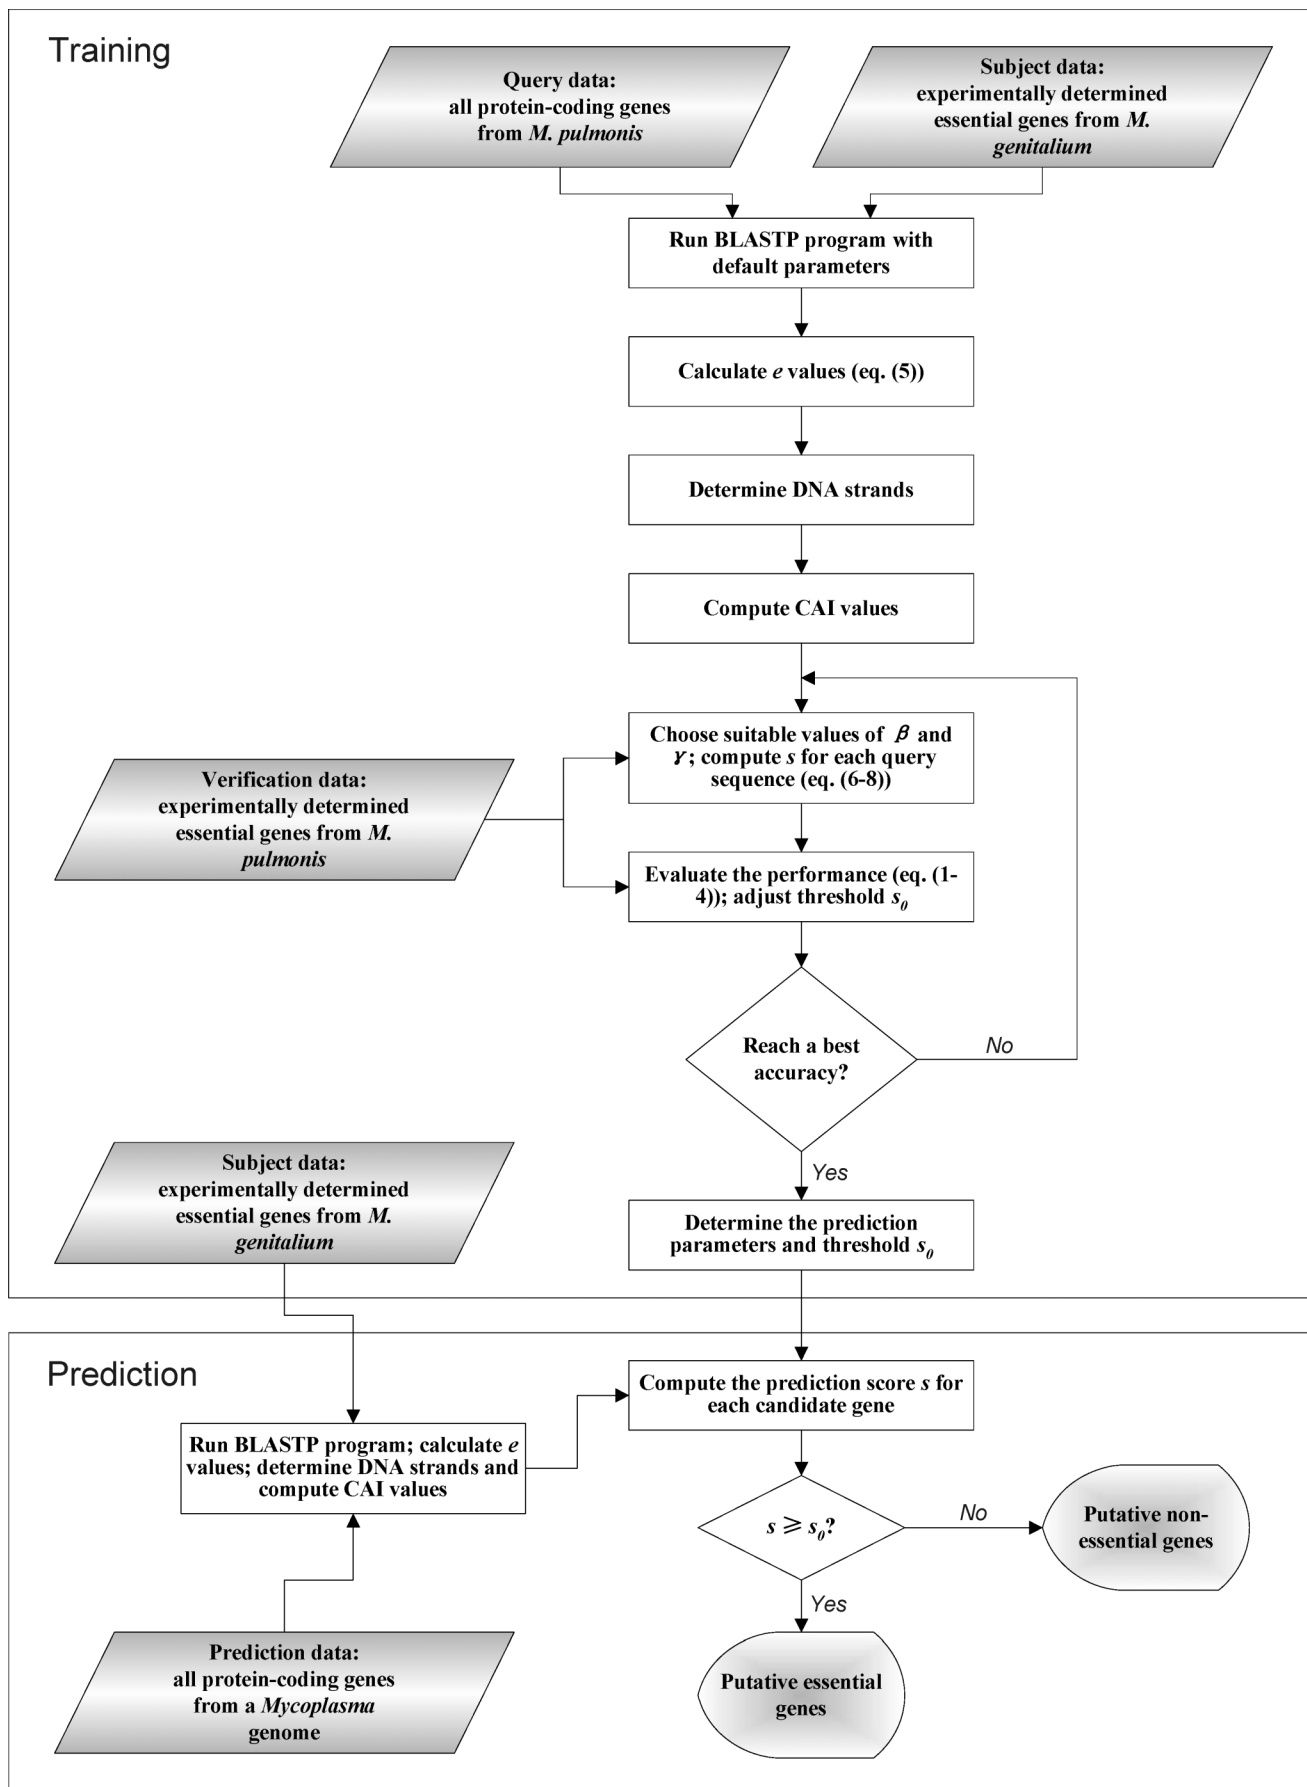 Training
Query data:
all protein-coding genes
from M. pulmonis
Subject data:
experimentally determined
essential genes from M.
genitalium
Run BLASTP program with
default parameters
Calculate e values (eq. (5))
Determine DNA strands
Compute CAI values
Choose suitable values of β and
γ; compute s for each query
sequence (eq. (6-8))
Verification data:
experimentally determined
essential genes from M.
pulmonis
Evaluate the performance (eq. (1-
4)); adjust threshold s0
Reach a best
accuracy?
No
Yes
Subject data:
experimentally determined
essential genes from M.
genitalium
Determine the prediction
parameters and threshold s0
Prediction
Compute the prediction score s for
each candidate gene
Run BLASTP program; calculate e
values; determine DNA strands and
compute CAI values
s ⩾ s0?
No
Putative non-
essential genes
Yes
Prediction data:
all protein-coding genes
from a Mycoplasma
genome
Putative essential
genes